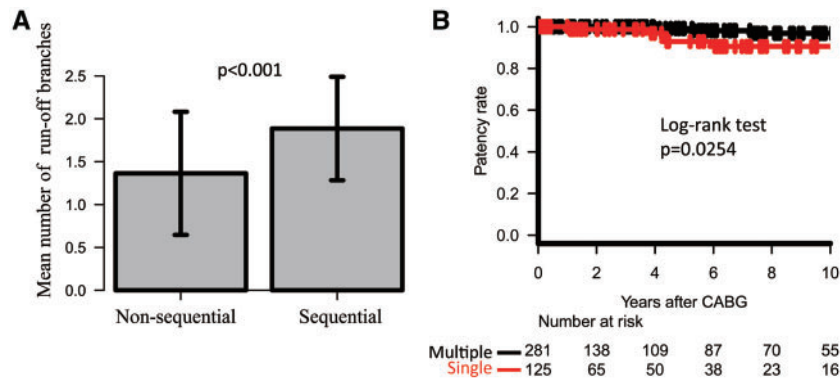 A
Mean number of run-off branches
2.5
2.0
1.5
1.0
0.5
0.0
p<0.001
Non-sequential
Sequential
B
Patency rate
1.0
0.8
0.6
0.4
0.2
0.0
Log-rank test
p=0.0254
0 2 4 6 8 10
Years after CABG
Number at risk
Multiple 281 138 109 87 70 55
Single 125 65 50 38 23 16